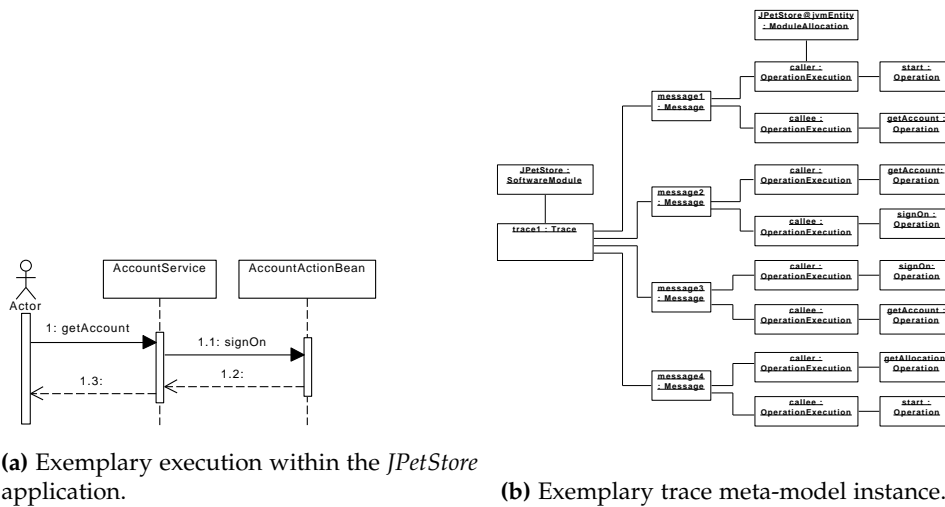 Actor
AccountService
AccountActionBean
1: getAccount
1.1: signOn
1.2:
1.3:
(a) Exemplary execution within the JPetStore
application.
JPetStore@jvmEntity
: ModuleAllocation
JPetStore :
SoftwareModule
trace1 : Trace
message1
: Message
caller :
OperationExecution
start :
Operation
callee :
OperationExecution
getAccount :
Operation
message2
: Message
caller :
OperationExecution
getAccount:
Operation
callee :
OperationExecution
signOn :
Operation
message3
: Message
caller :
OperationExecution
signOn:
Operation
callee :
OperationExecution
getAccount :
Operation
message4
: Message
caller :
OperationExecution
getAllocation
Operation
callee :
OperationExecution
start :
Operation
(b) Exemplary trace meta-model instance.